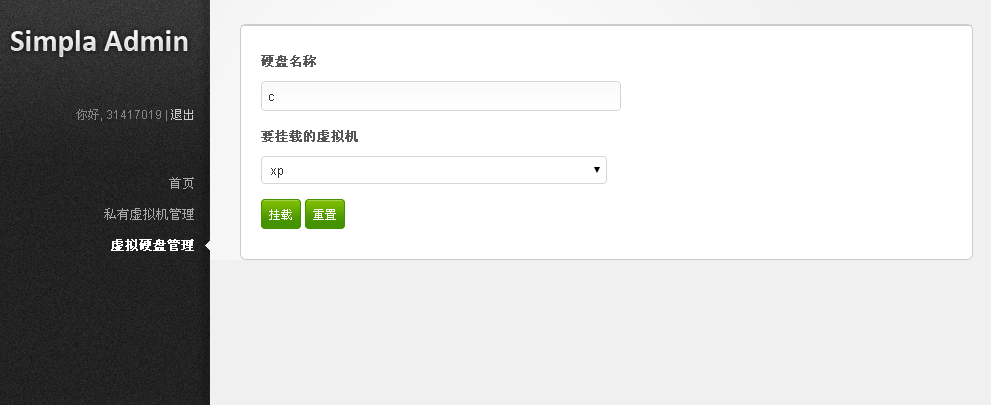 Simpla Admin
你好, 31417019 | 退出
首页
私有虚拟机管理
虚拟硬盘管理
硬盘名称
c
要挂载的虚拟机
xp
挂载 重置